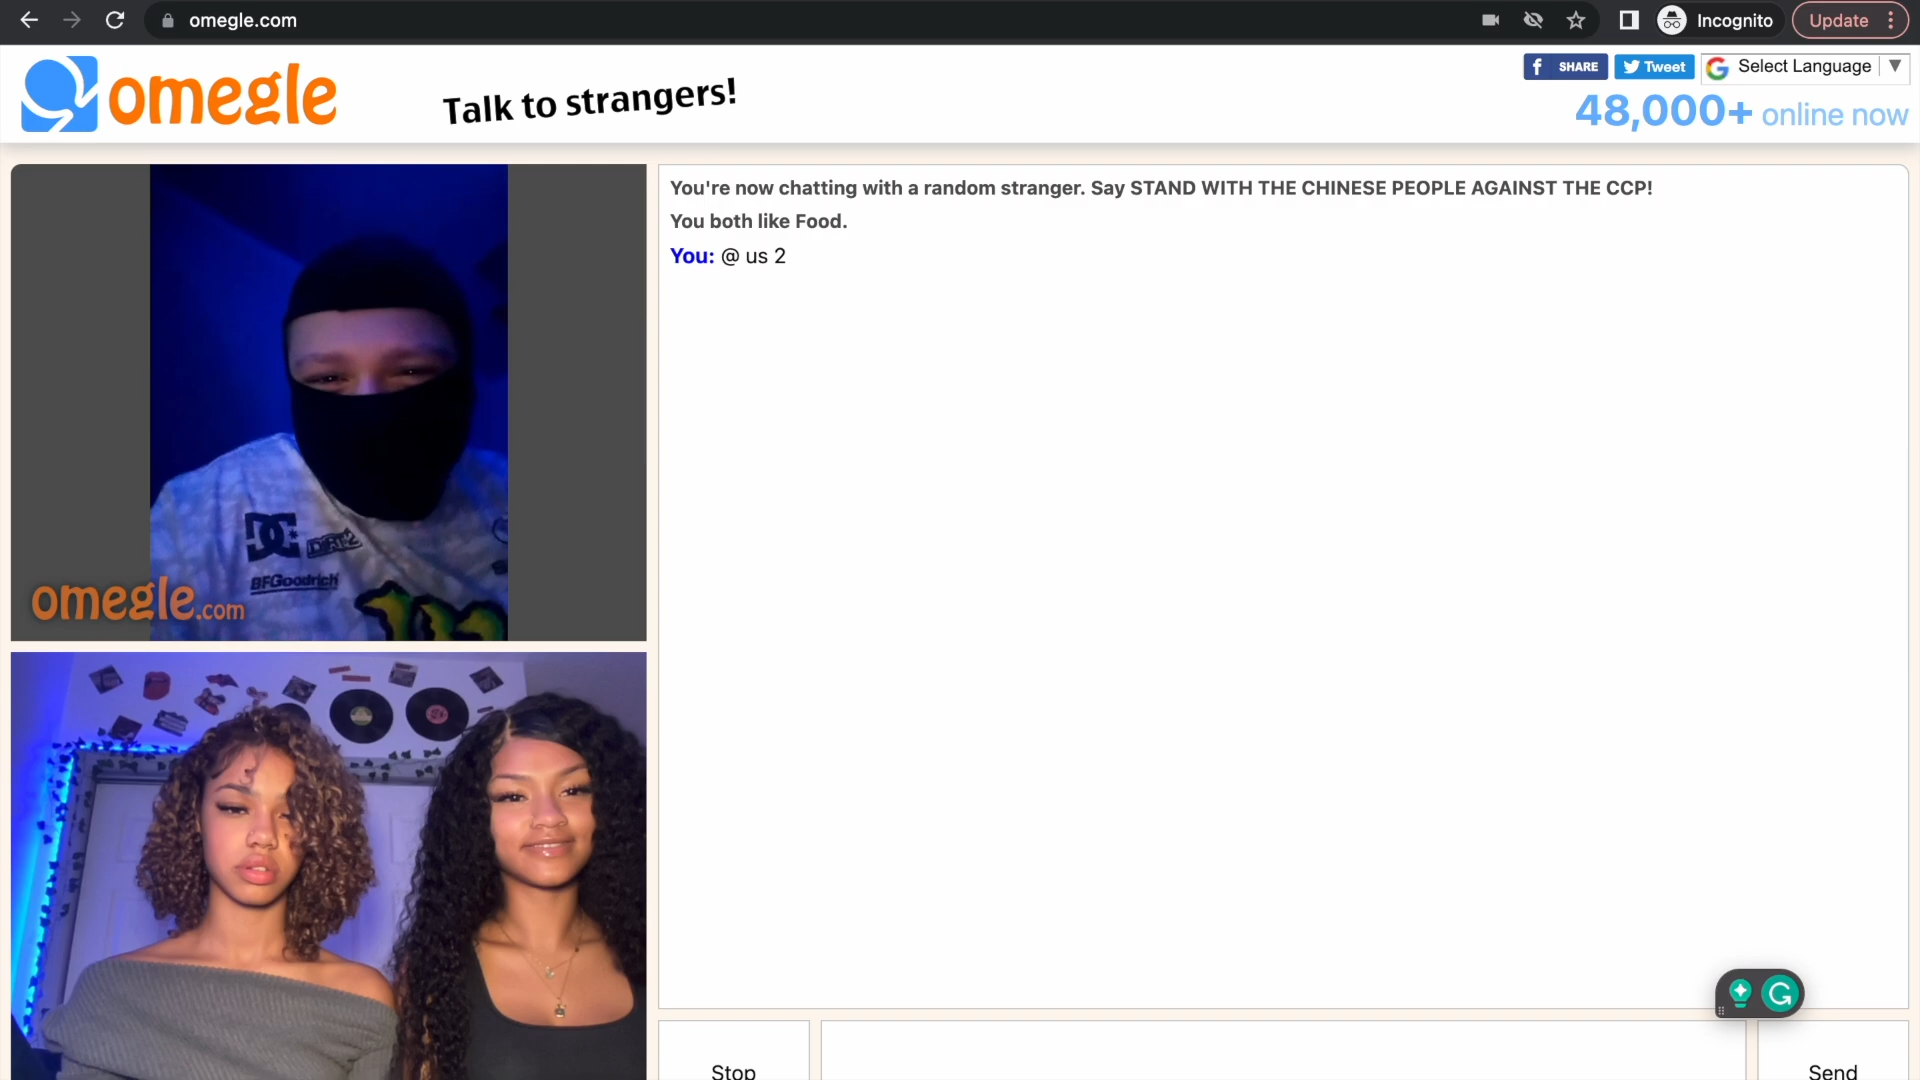 omegle.com
Incognito
Update
omegle
Talk to strangers!
SHARE
Tweet
Select Language
48,000+ online now
You're now chatting with a random stranger. Say STAND WITH THE CHINESE PEOPLE AGAINST THE CCP!
You both like Food.
You: @ us 2
DC
BFGoodrich
omegle.com
Stop
Send